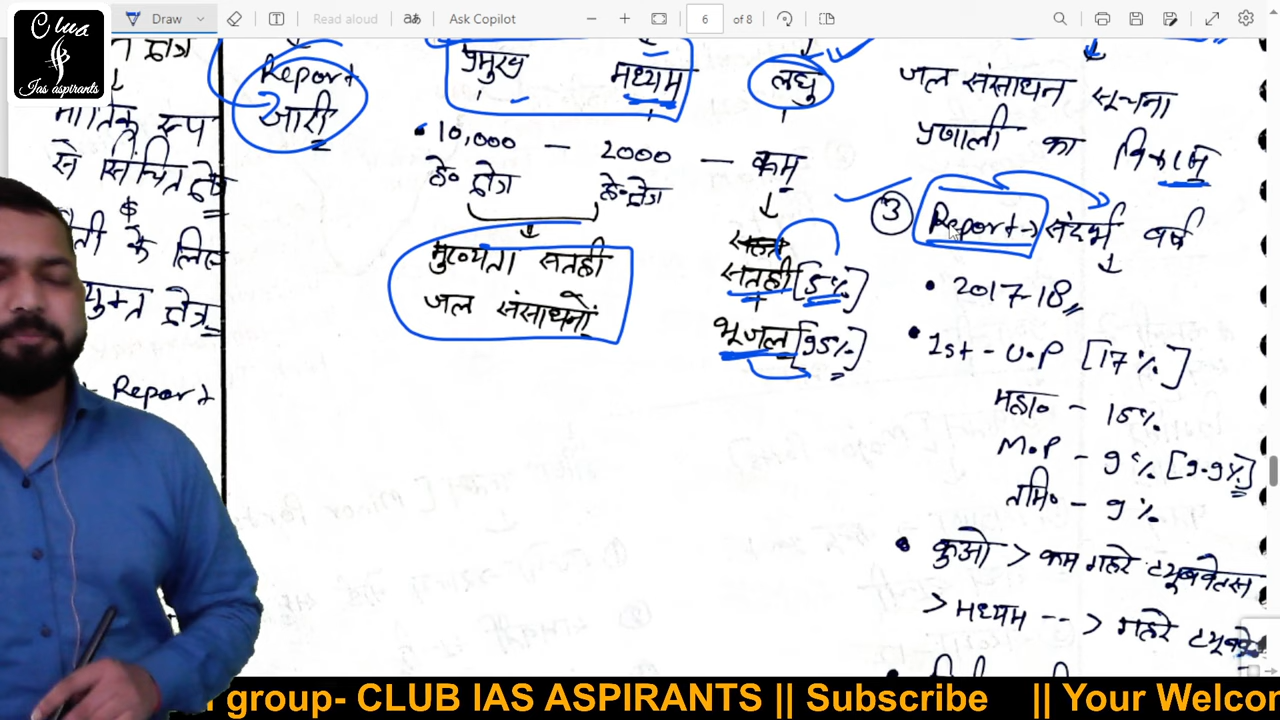 Club
Ias aspirants
Draw
Read aloud
Ask Copilot
6
of 8
क्षेत्र
रूप
से सिंचित
के लिए
क्षेत्र
Report
Report
जारी
प्रमुख मध्यम लघु
• 10,000 — 2000 — कम
हे० क्षेत्र हे० क्षेत्र
मुख्यता सतही
जल संसाधनों
सतही [5%]
भूजल [95%]
जल संसाधन सूचना
प्रणाली का विकास
③ Report → संदर्भ वर्ष
• 2017-18
• 1st - U.P [17%]
महा० - 15%
M.P - 9% [9.9%]
तमि० - 9%
• कुओ > कम गहरे ट्यूबवेलस
> मध्यम --> गहरे
group- CLUB IAS ASPIRANTS || Subscribe || Your Welcor